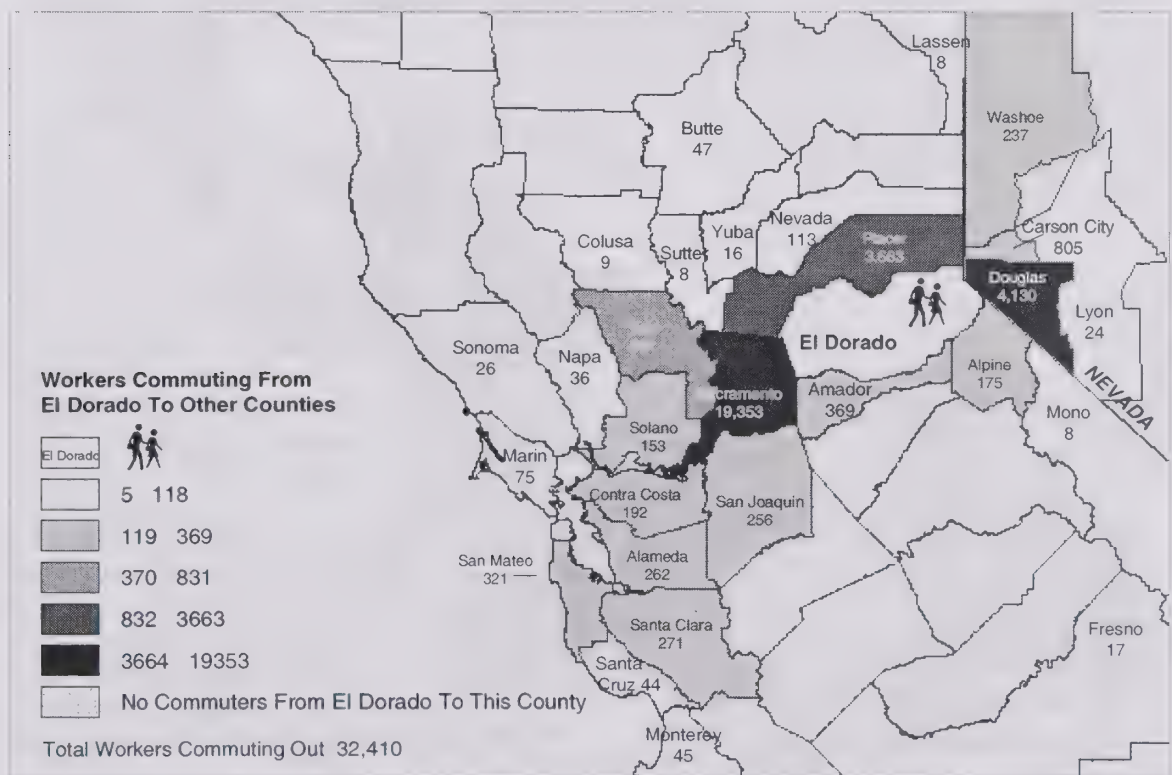 Lassen
8
Washoe
237
Butte
47
Carson City
805
Nevada
113
Yuba
16
Colusa
9
Sutte
8
Placer
3,663
Douglas
4,130
Lyon
24
El Dorado
Sonoma
26
Napa
36
Alpine
175
NEVADA
Sacramento
19,353
Amador
369
Mono
8
Solano
153
Marin
75
Contra Costa
192
San Joaquin
256
San Mateo
321
Alameda
262
Santa Clara
271
Fresno
17
Santa
Cruz 44
Monterey
45
Workers Commuting From
El Dorado To Other Counties
El Dorado
5 118
119 369
370 831
832 3663
3664 19353
No Commuters From El Dorado To This County
Total Workers Commuting Out 32,410